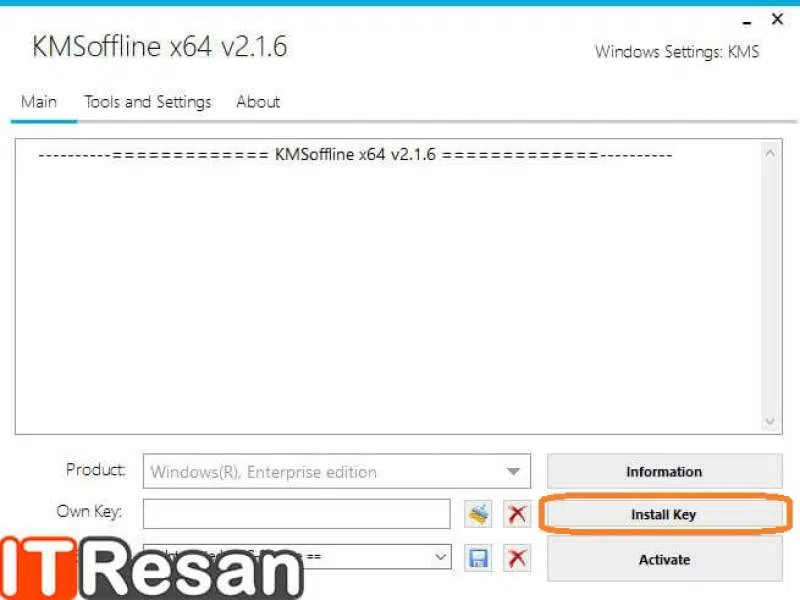 KMSoffline x64 v2.1.6
Windows Settings: KMS
Main Tools and Settings About
----------============= KMSoffline x64 v2.1.6 =============----------
Product: Windows(R), Enterprise edition Information
Own Key: Install Key
== Activate
ITResan